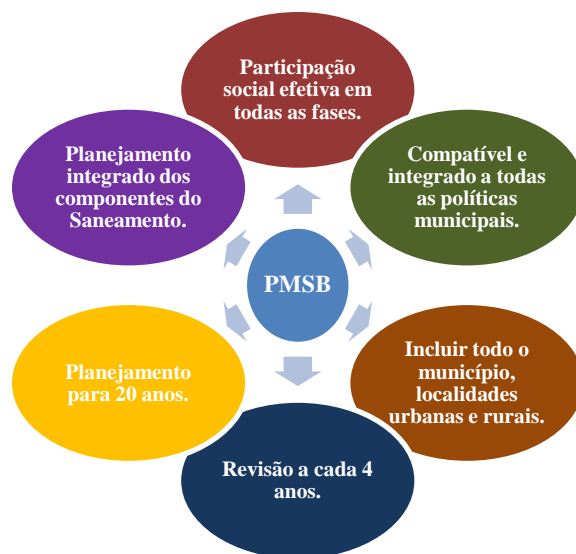 Participação
social efetiva em
todas as fases.
Planejamento
integrado dos
componentes do
Saneamento.
Compatível e
integrado a todas
as políticas
municipais.
PMSB
Planejamento
para 20 anos.
Incluir todo o
município,
localidades
urbanas e rurais.
Revisão a cada 4
anos.